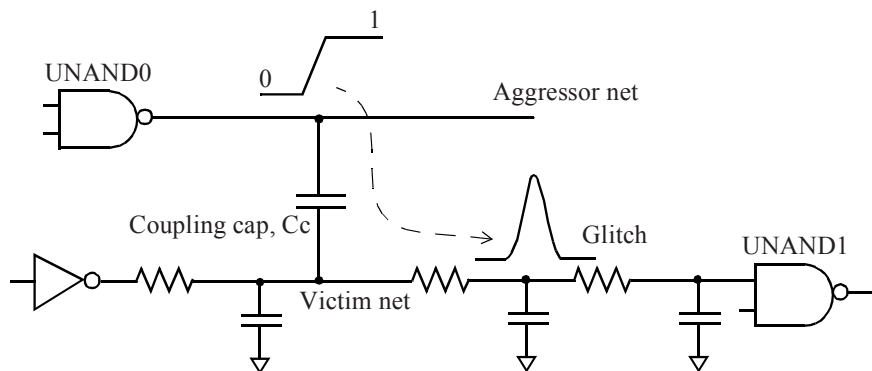 1
UNAND0
0
Aggressor net
Coupling cap, Cc
Glitch
UNAND1
Victim net